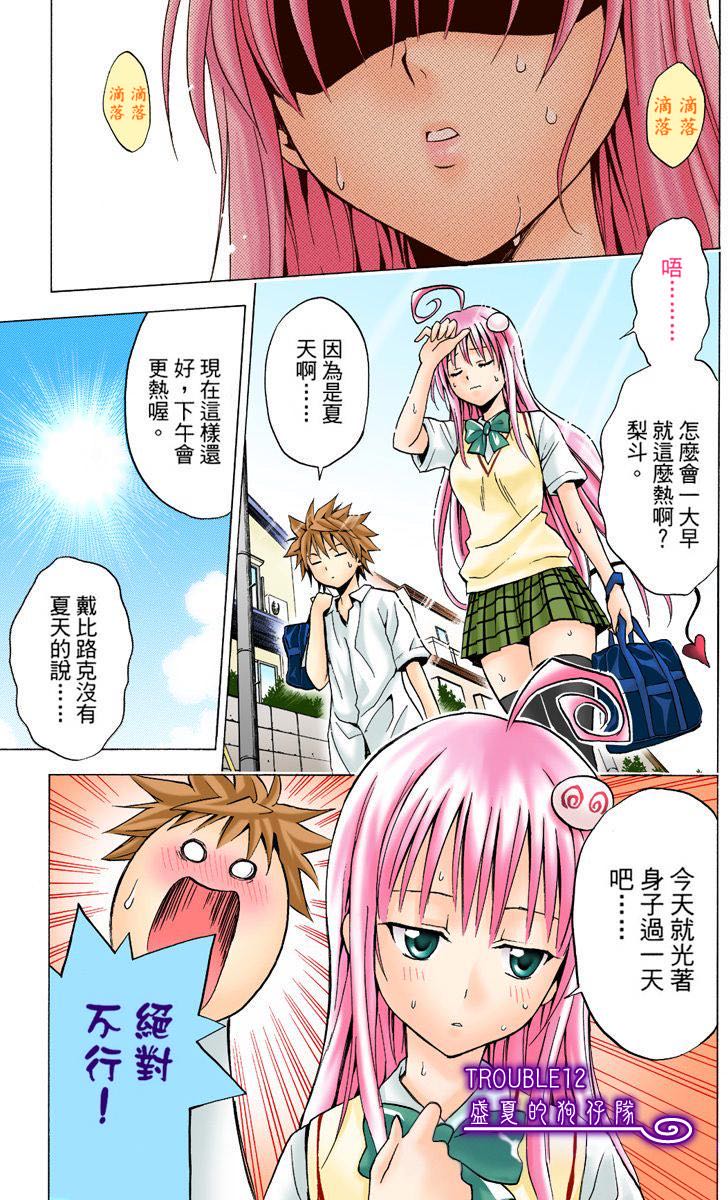 滴落
滴落
滴落
滴落
唔………
怎麼會一大早
就這麼熱啊？
梨斗。
因為是夏
天啊……
現在這樣還
好，下午會
更熱喔。
戴比路克沒有
夏天的說……
今天就光著
身子過一天
吧……
絕對
不行！
TROUBLE12
盛夏的狗仔隊